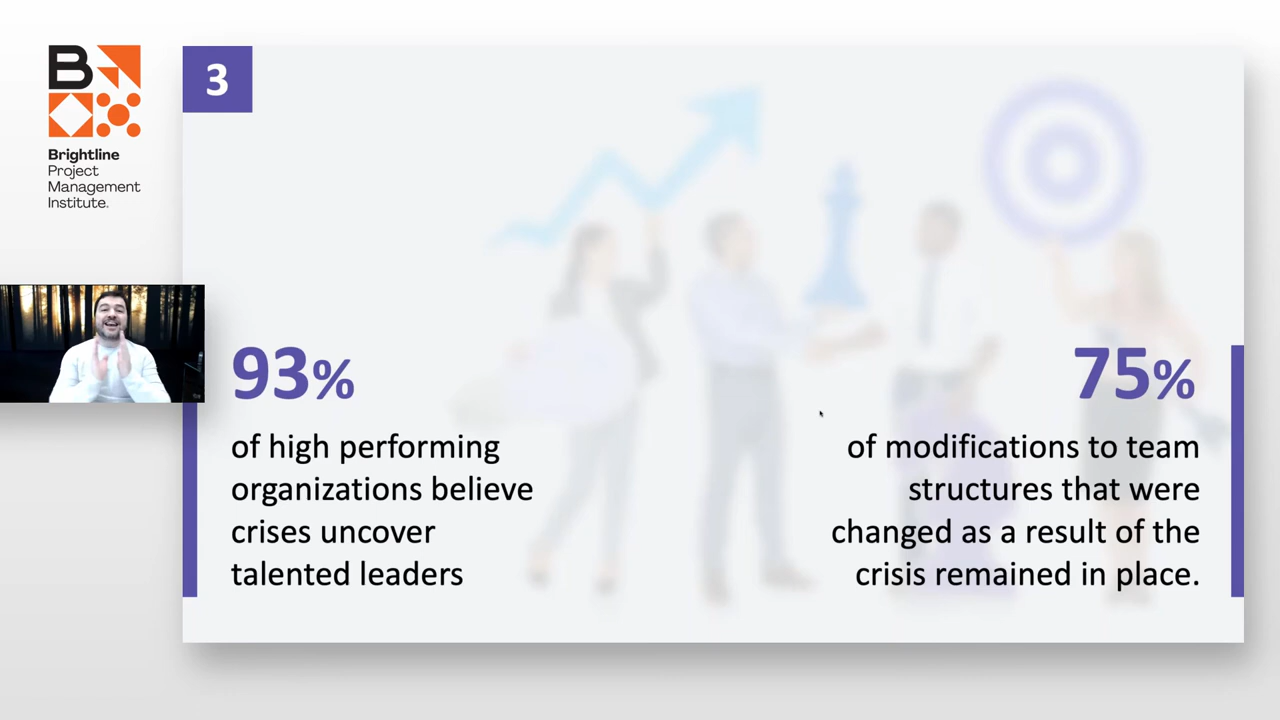 B
Brightline
Project
Management
Institute.
3
93%
of high performing
organizations believe
crises uncover
talented leaders
75%
of modifications to team
structures that were
changed as a result of the
crisis remained in place.